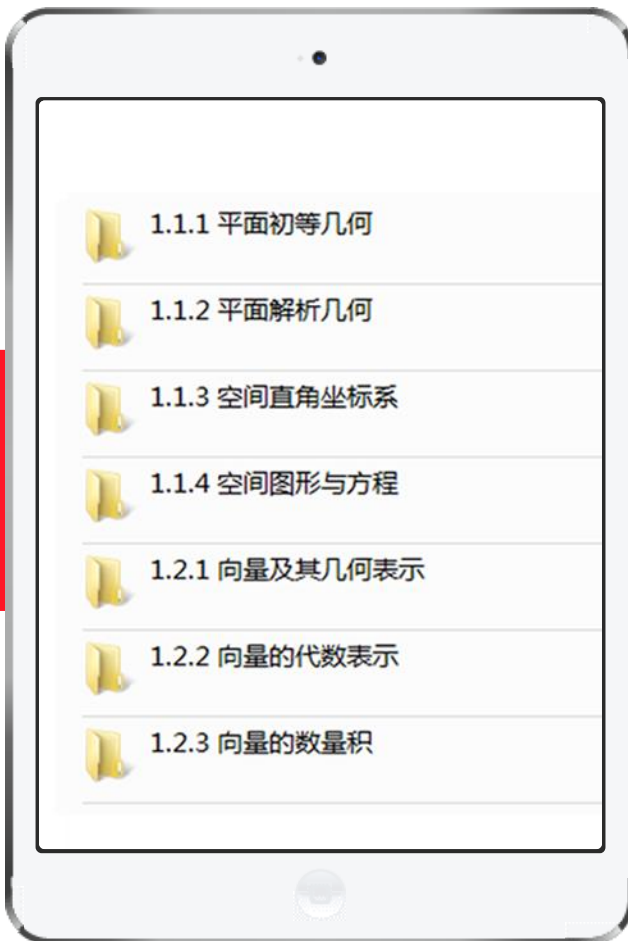 1.1.1 平面初等几何
1.1.2 平面解析几何
1.1.3 空间直角坐标系
1.1.4 空间图形与方程
1.2.1 向量及其几何表示
1.2.2 向量的代数表示
1.2.3 向量的数量积